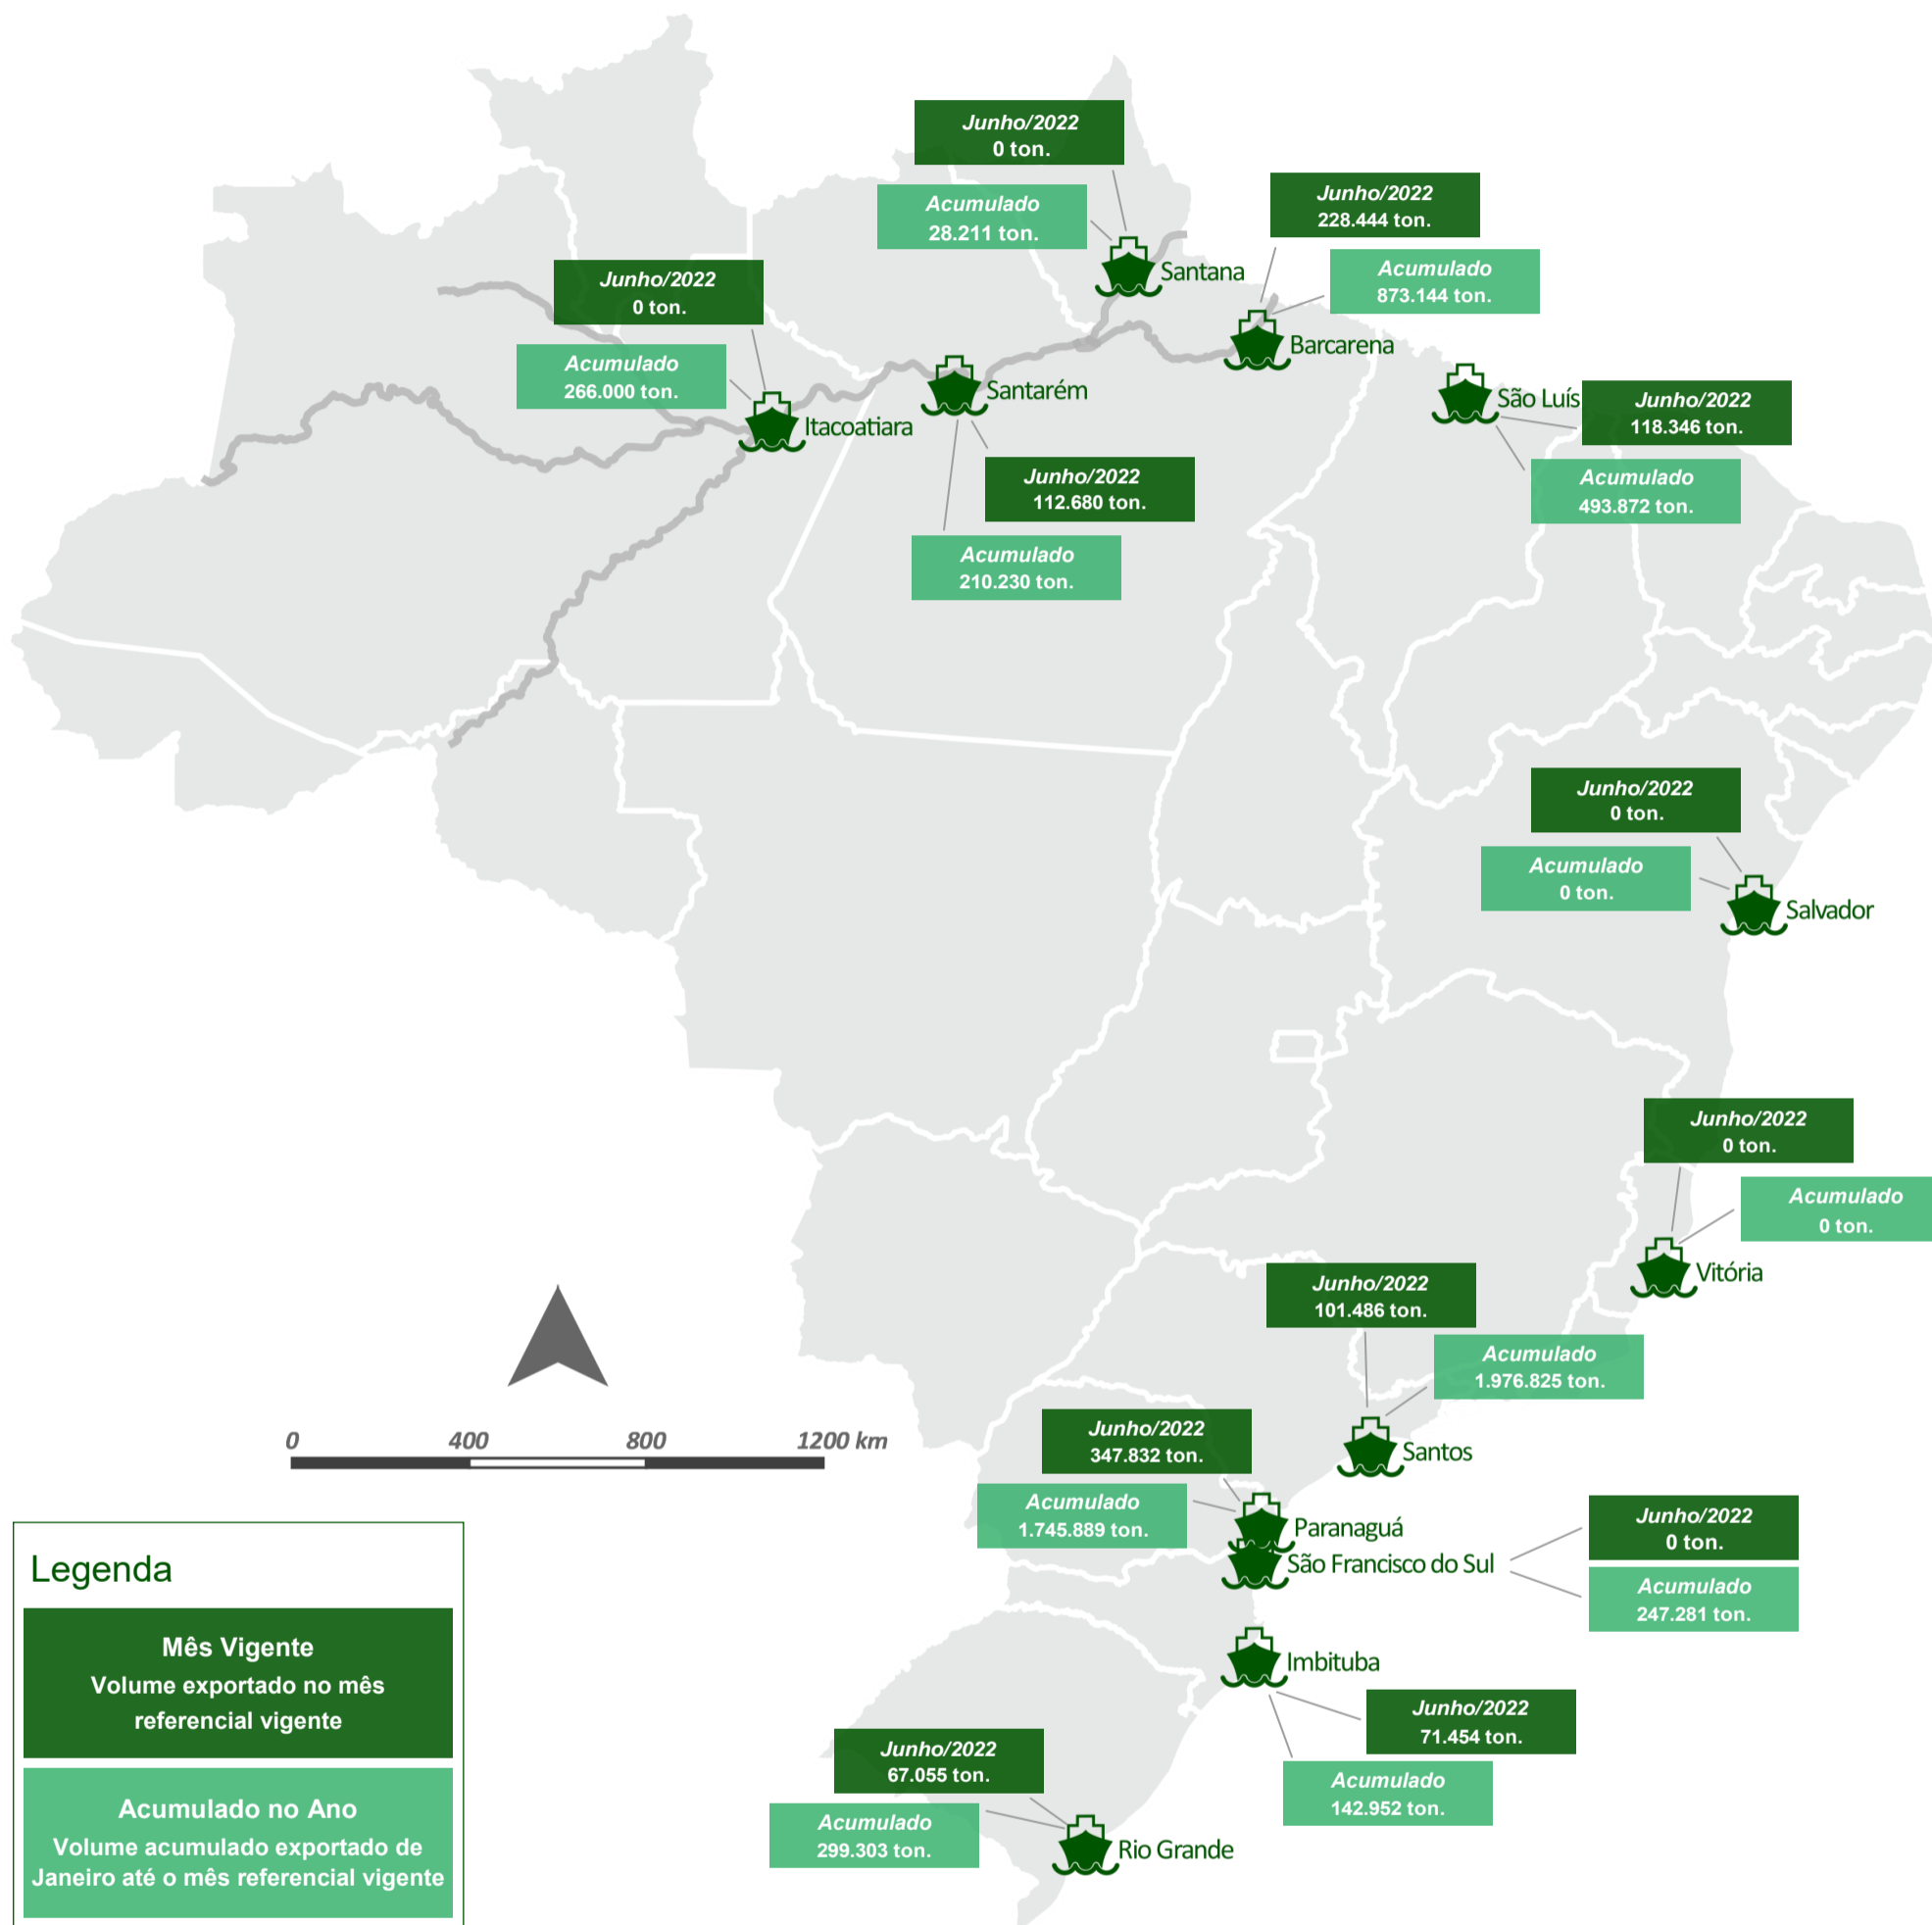 Junho/2022
0 ton.
Acumulado
28.211 ton.
Santana
Junho/2022
228.444 ton.
Acumulado
873.144 ton.
Barcarena
Junho/2022
0 ton.
Acumulado
266.000 ton.
Itacoatiara
Santarém
Junho/2022
112.680 ton.
Acumulado
210.230 ton.
São Luís
Junho/2022
118.346 ton.
Acumulado
493.872 ton.
Junho/2022
0 ton.
Acumulado
0 ton.
Salvador
Junho/2022
0 ton.
Acumulado
0 ton.
Vitória
Junho/2022
101.486 ton.
Acumulado
1.976.825 ton.
Santos
Junho/2022
347.832 ton.
Acumulado
1.745.889 ton.
Paranaguá
São Francisco do Sul
Junho/2022
0 ton.
Acumulado
247.281 ton.
Imbituba
Junho/2022
71.454 ton.
Acumulado
142.952 ton.
Junho/2022
67.055 ton.
Acumulado
299.303 ton.
Rio Grande
0 400 800 1200 km
Legenda
Mês Vigente
Volume exportado no mês
referencial vigente
Acumulado no Ano
Volume acumulado exportado de
Janeiro até o mês referencial vigente